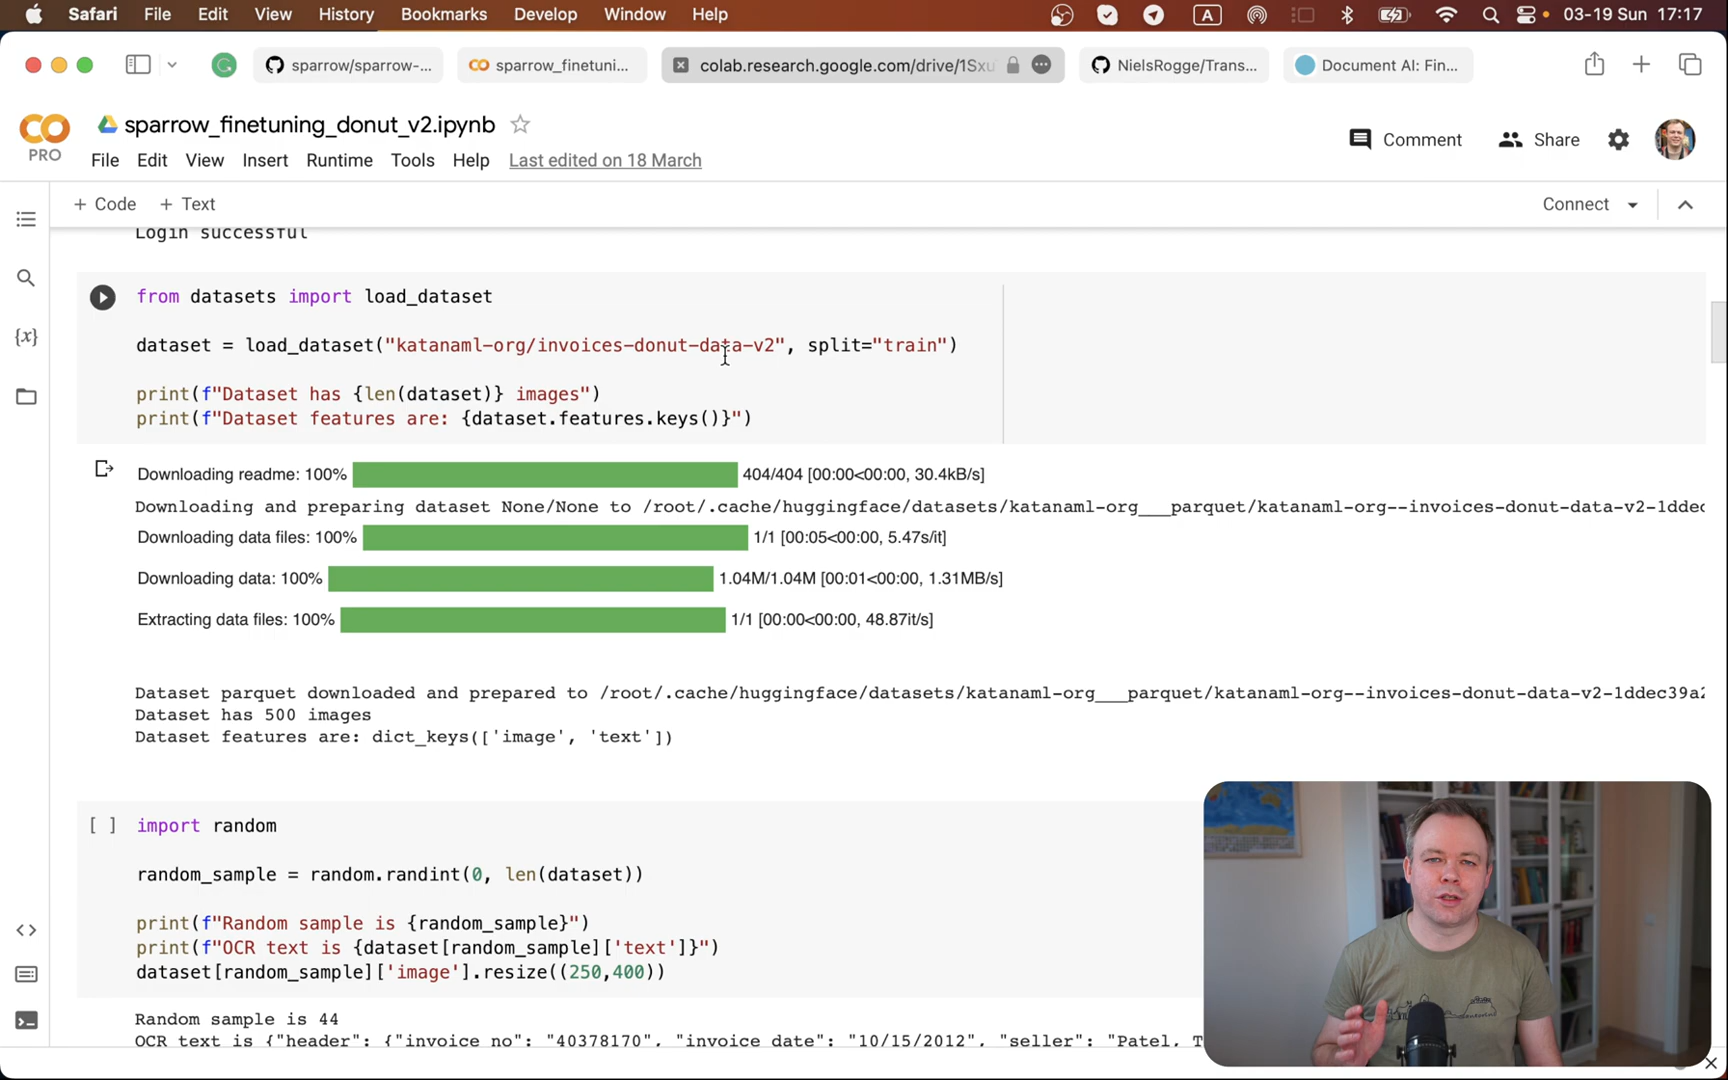 Safari File Edit View History Bookmarks Develop Window Help A 03-19 Sun 17:17
sparrow/sparrow-... sparrow_finetuni... colab.research.google.com/drive/1Sxu NielsRogge/Trans... Document AI: Fin...
sparrow_finetuning_donut_v2.ipynb
PRO
Comment Share
File Edit View Insert Runtime Tools Help Last edited on 18 March
+ Code + Text Connect
Login successful
from datasets import load_dataset
{x}
dataset = load_dataset("katanaml-org/invoices-donut-data-v2", split="train")
print(f"Dataset has {len(dataset)} images")
print(f"Dataset features are: {dataset.features.keys()}")
Downloading readme: 100% 404/404 [00:00<00:00, 30.4kB/s]
Downloading and preparing dataset None/None to /root/.cache/huggingface/datasets/katanaml-org___parquet/katanaml-org--invoices-donut-data-v2-1ddec
Downloading data files: 100% 1/1 [00:05<00:00, 5.47s/it]
Downloading data: 100% 1.04M/1.04M [00:01<00:00, 1.31MB/s]
Extracting data files: 100% 1/1 [00:00<00:00, 48.87it/s]
Dataset parquet downloaded and prepared to /root/.cache/huggingface/datasets/katanaml-org___parquet/katanaml-org--invoices-donut-data-v2-1ddec39a2
Dataset has 500 images
Dataset features are: dict_keys(['image', 'text'])
[ ] import random
random_sample = random.randint(0, len(dataset))
print(f"Random sample is {random_sample}")
print(f"OCR text is {dataset[random_sample]['text']}")
dataset[random_sample]['image'].resize((250,400))
Random sample is 44
OCR text is {"header": {"invoice_no": "40378170", "invoice_date": "10/15/2012", "seller": "Patel, T